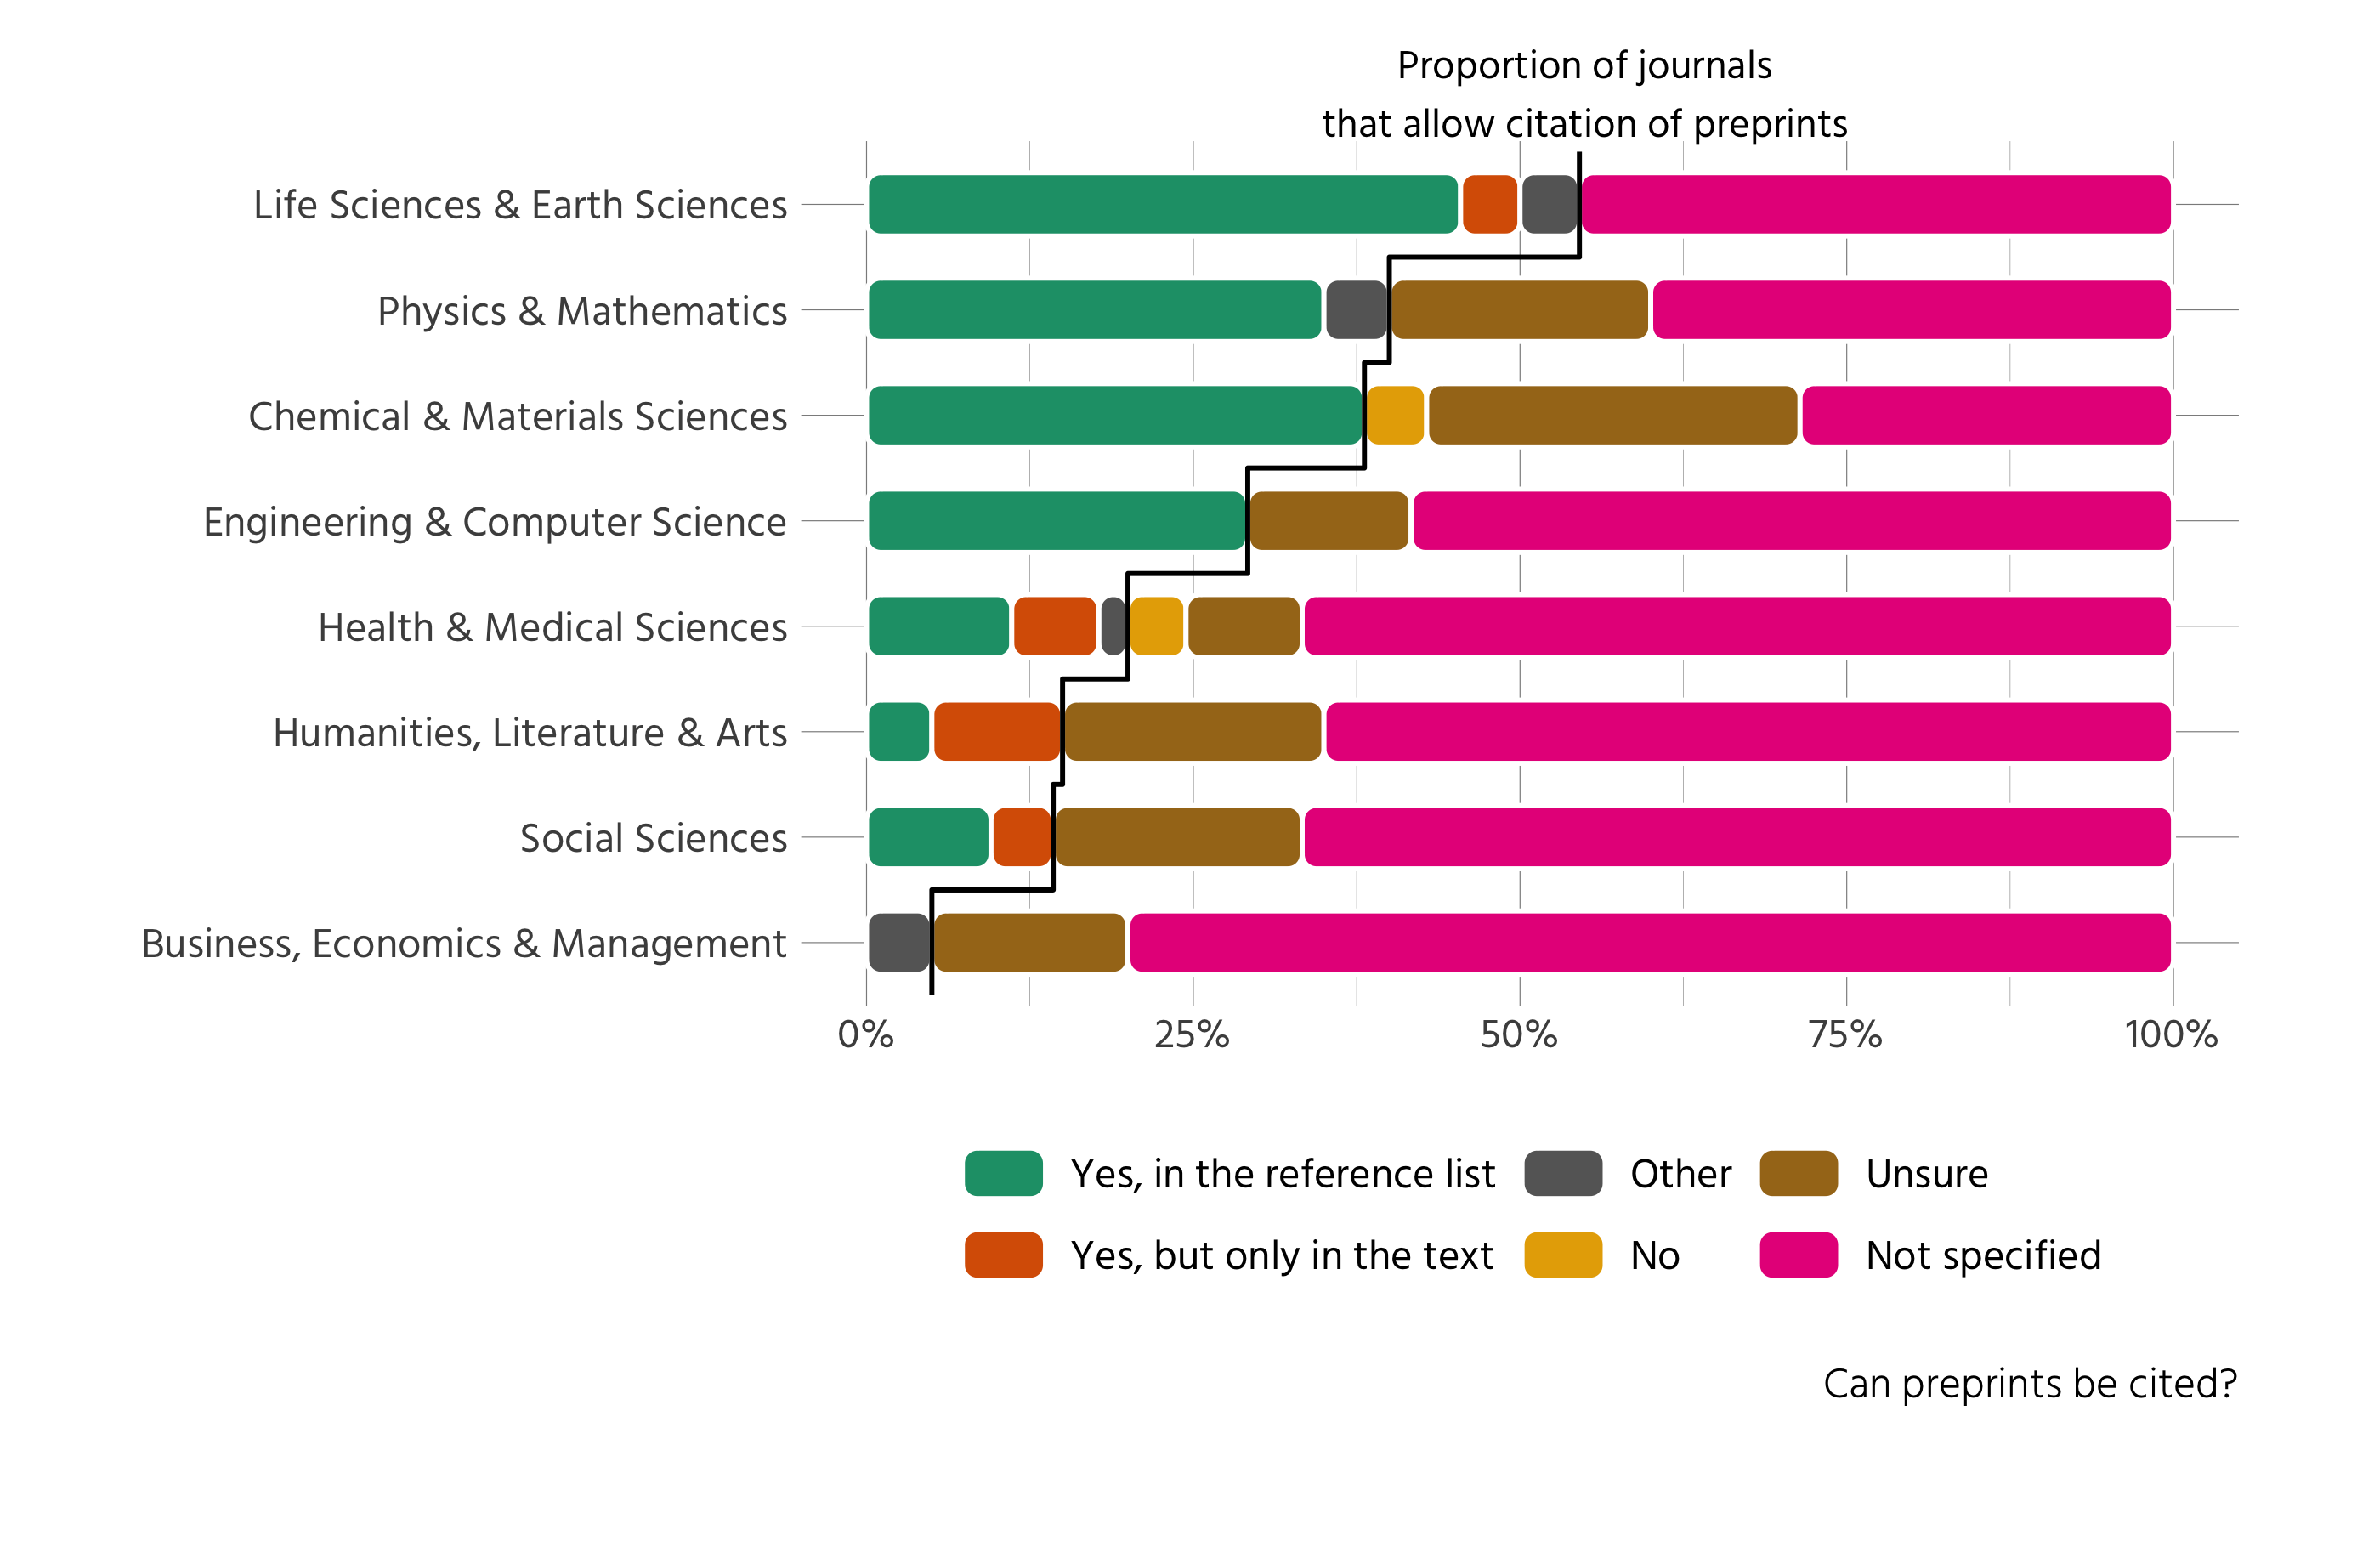 Proportion of journals
that allow citation of preprints
Life Sciences & Earth Sciences
Physics & Mathematics
Chemical & Materials Sciences
Engineering & Computer Science
Health & Medical Sciences
Humanities, Literature & Arts
Social Sciences
Business, Economics & Management
0% 25% 50% 75% 100%
Yes, in the reference list Other Unsure
Yes, but only in the text No Not specified
Can preprints be cited?